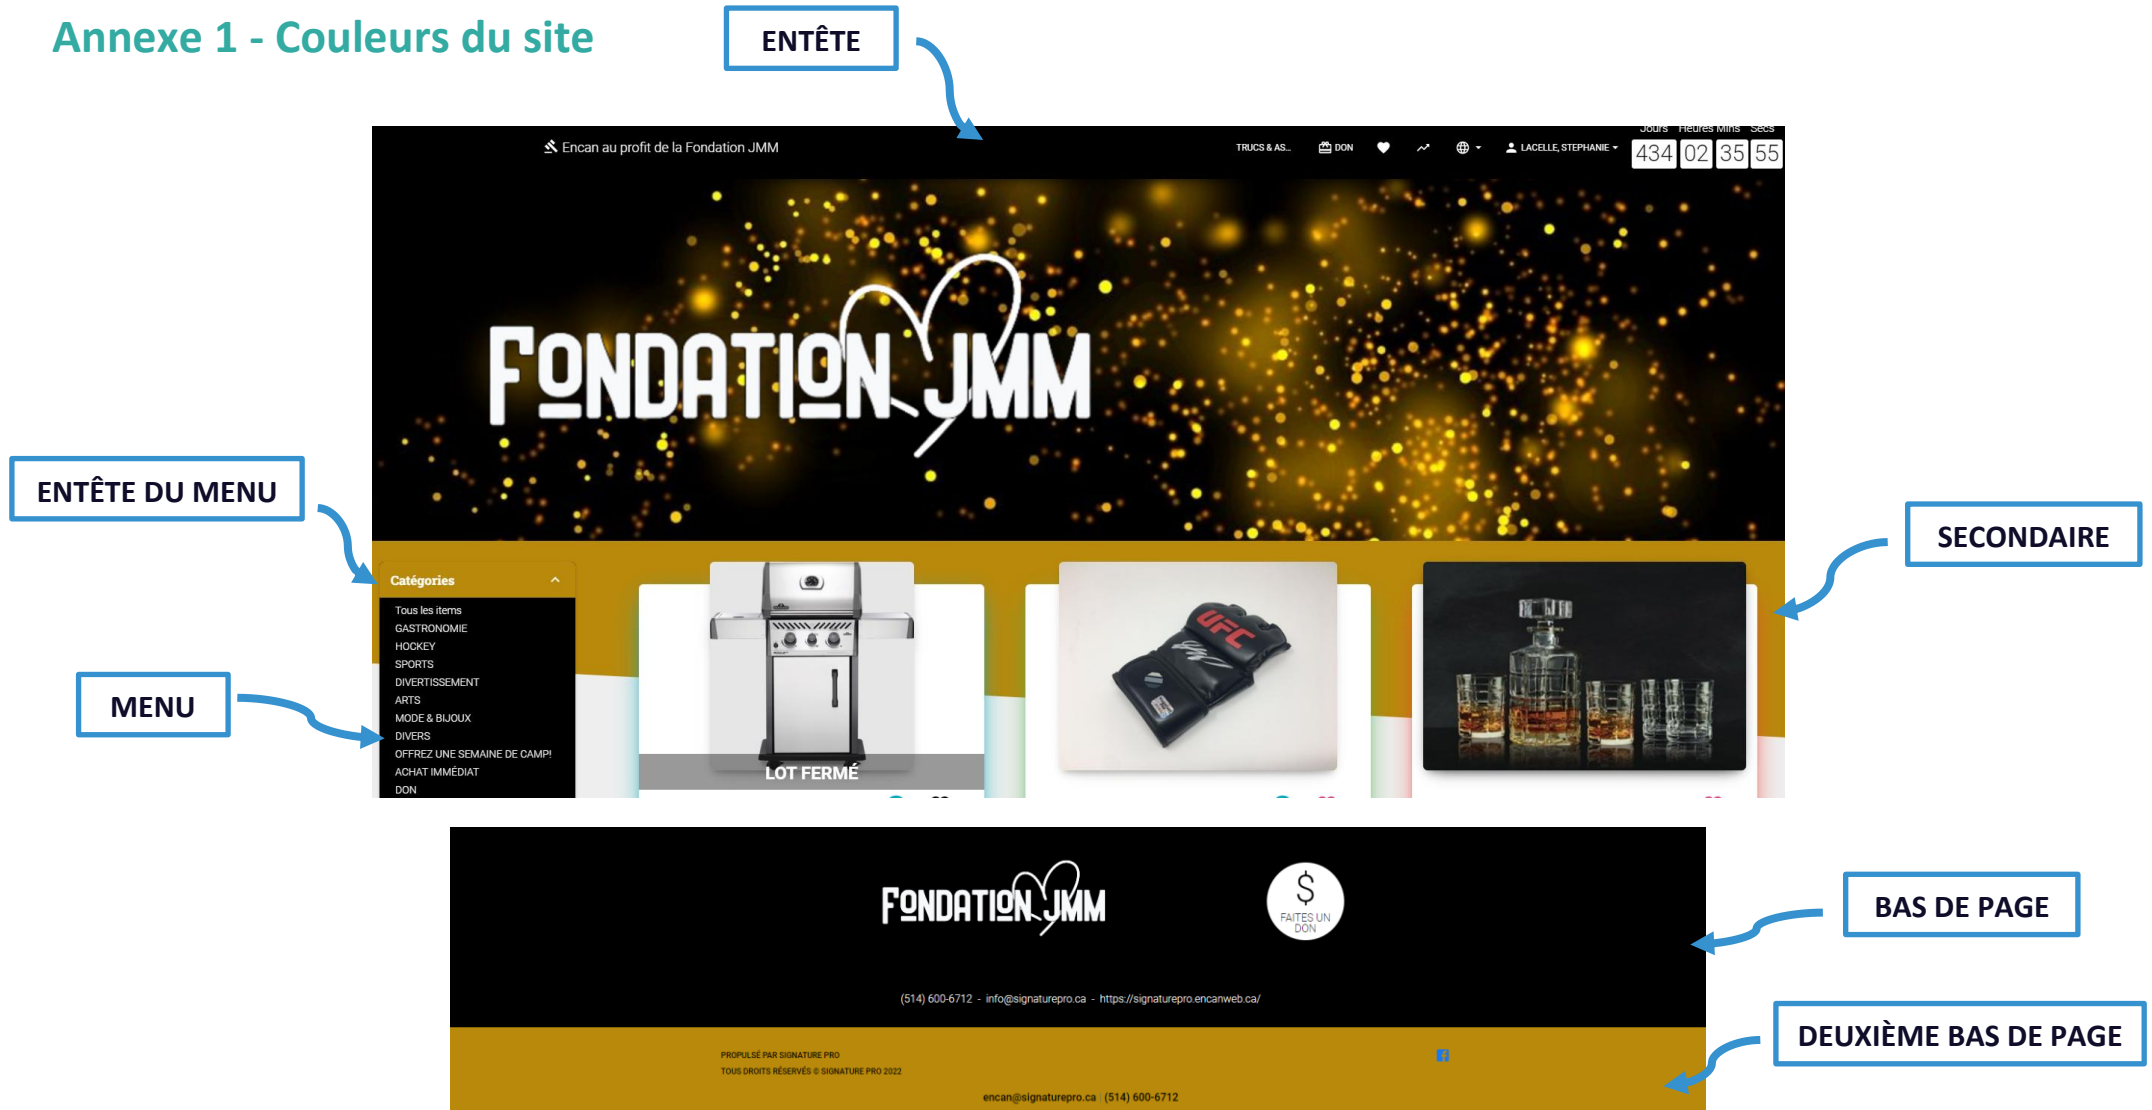 Annexe 1 - Couleurs du site
ENTÊTE
Jours Heures Mins Secs
Encan au profit de la Fondation JMM
TRUCS & AS... DON LACELLE, STEPHANIE
434 02 35 55
FONDATION JMM
ENTÊTE DU MENU
SECONDAIRE
Catégories
Tous les items
GASTRONOMIE
HOCKEY
SPORTS
DIVERTISSEMENT
ARTS
MODE & BIJOUX
DIVERS
OFFREZ UNE SEMAINE DE CAMP!
ACHAT IMMÉDIAT
DON
MENU
LOT FERMÉ
UFC
FONDATION JMM
$
FAITES UN
DON
BAS DE PAGE
(514) 600-6712 - info@signaturepro.ca - https://signaturepro.encanweb.ca/
DEUXIÈME BAS DE PAGE
PROPULSÉ PAR SIGNATURE PRO
TOUS DROITS RÉSERVÉS © SIGNATURE PRO 2022
encan@signaturepro.ca | (514) 600-6712